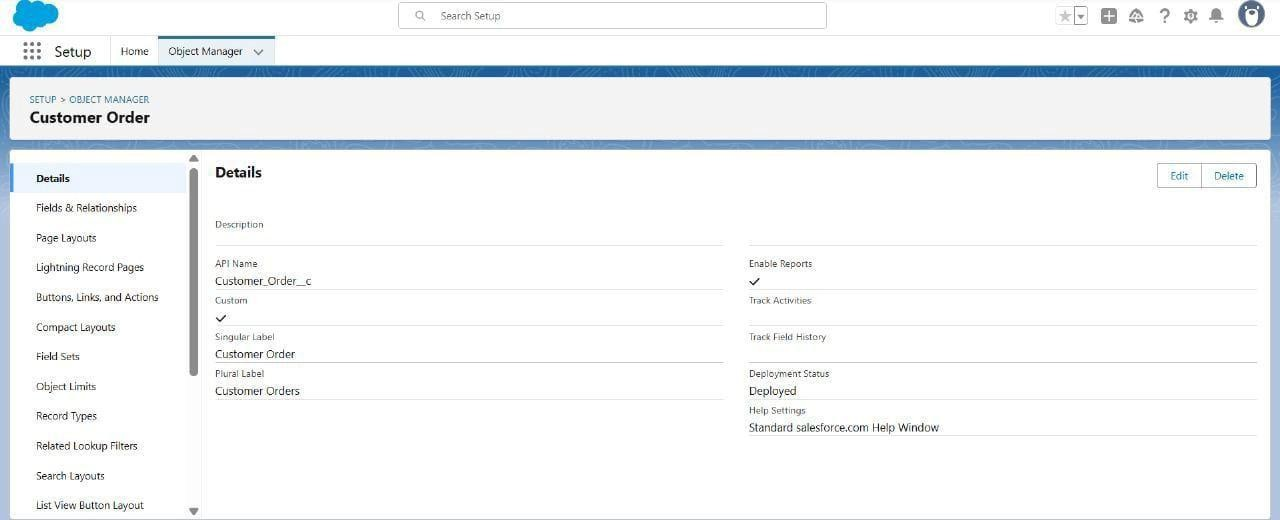 Search Setup
Setup
Home
Object Manager
SETUP > OBJECT MANAGER
Customer Order
Details
Fields & Relationships
Page Layouts
Lightning Record Pages
Buttons, Links, and Actions
Compact Layouts
Field Sets
Object Limits
Record Types
Related Lookup Filters
Search Layouts
List View Button Layout
Details
Edit
Delete
Description
API Name
Customer_Order__c
Custom
Singular Label
Customer Order
Plural Label
Customer Orders
Enable Reports
Track Activities
Track Field History
Deployment Status
Deployed
Help Settings
Standard salesforce.com Help Window